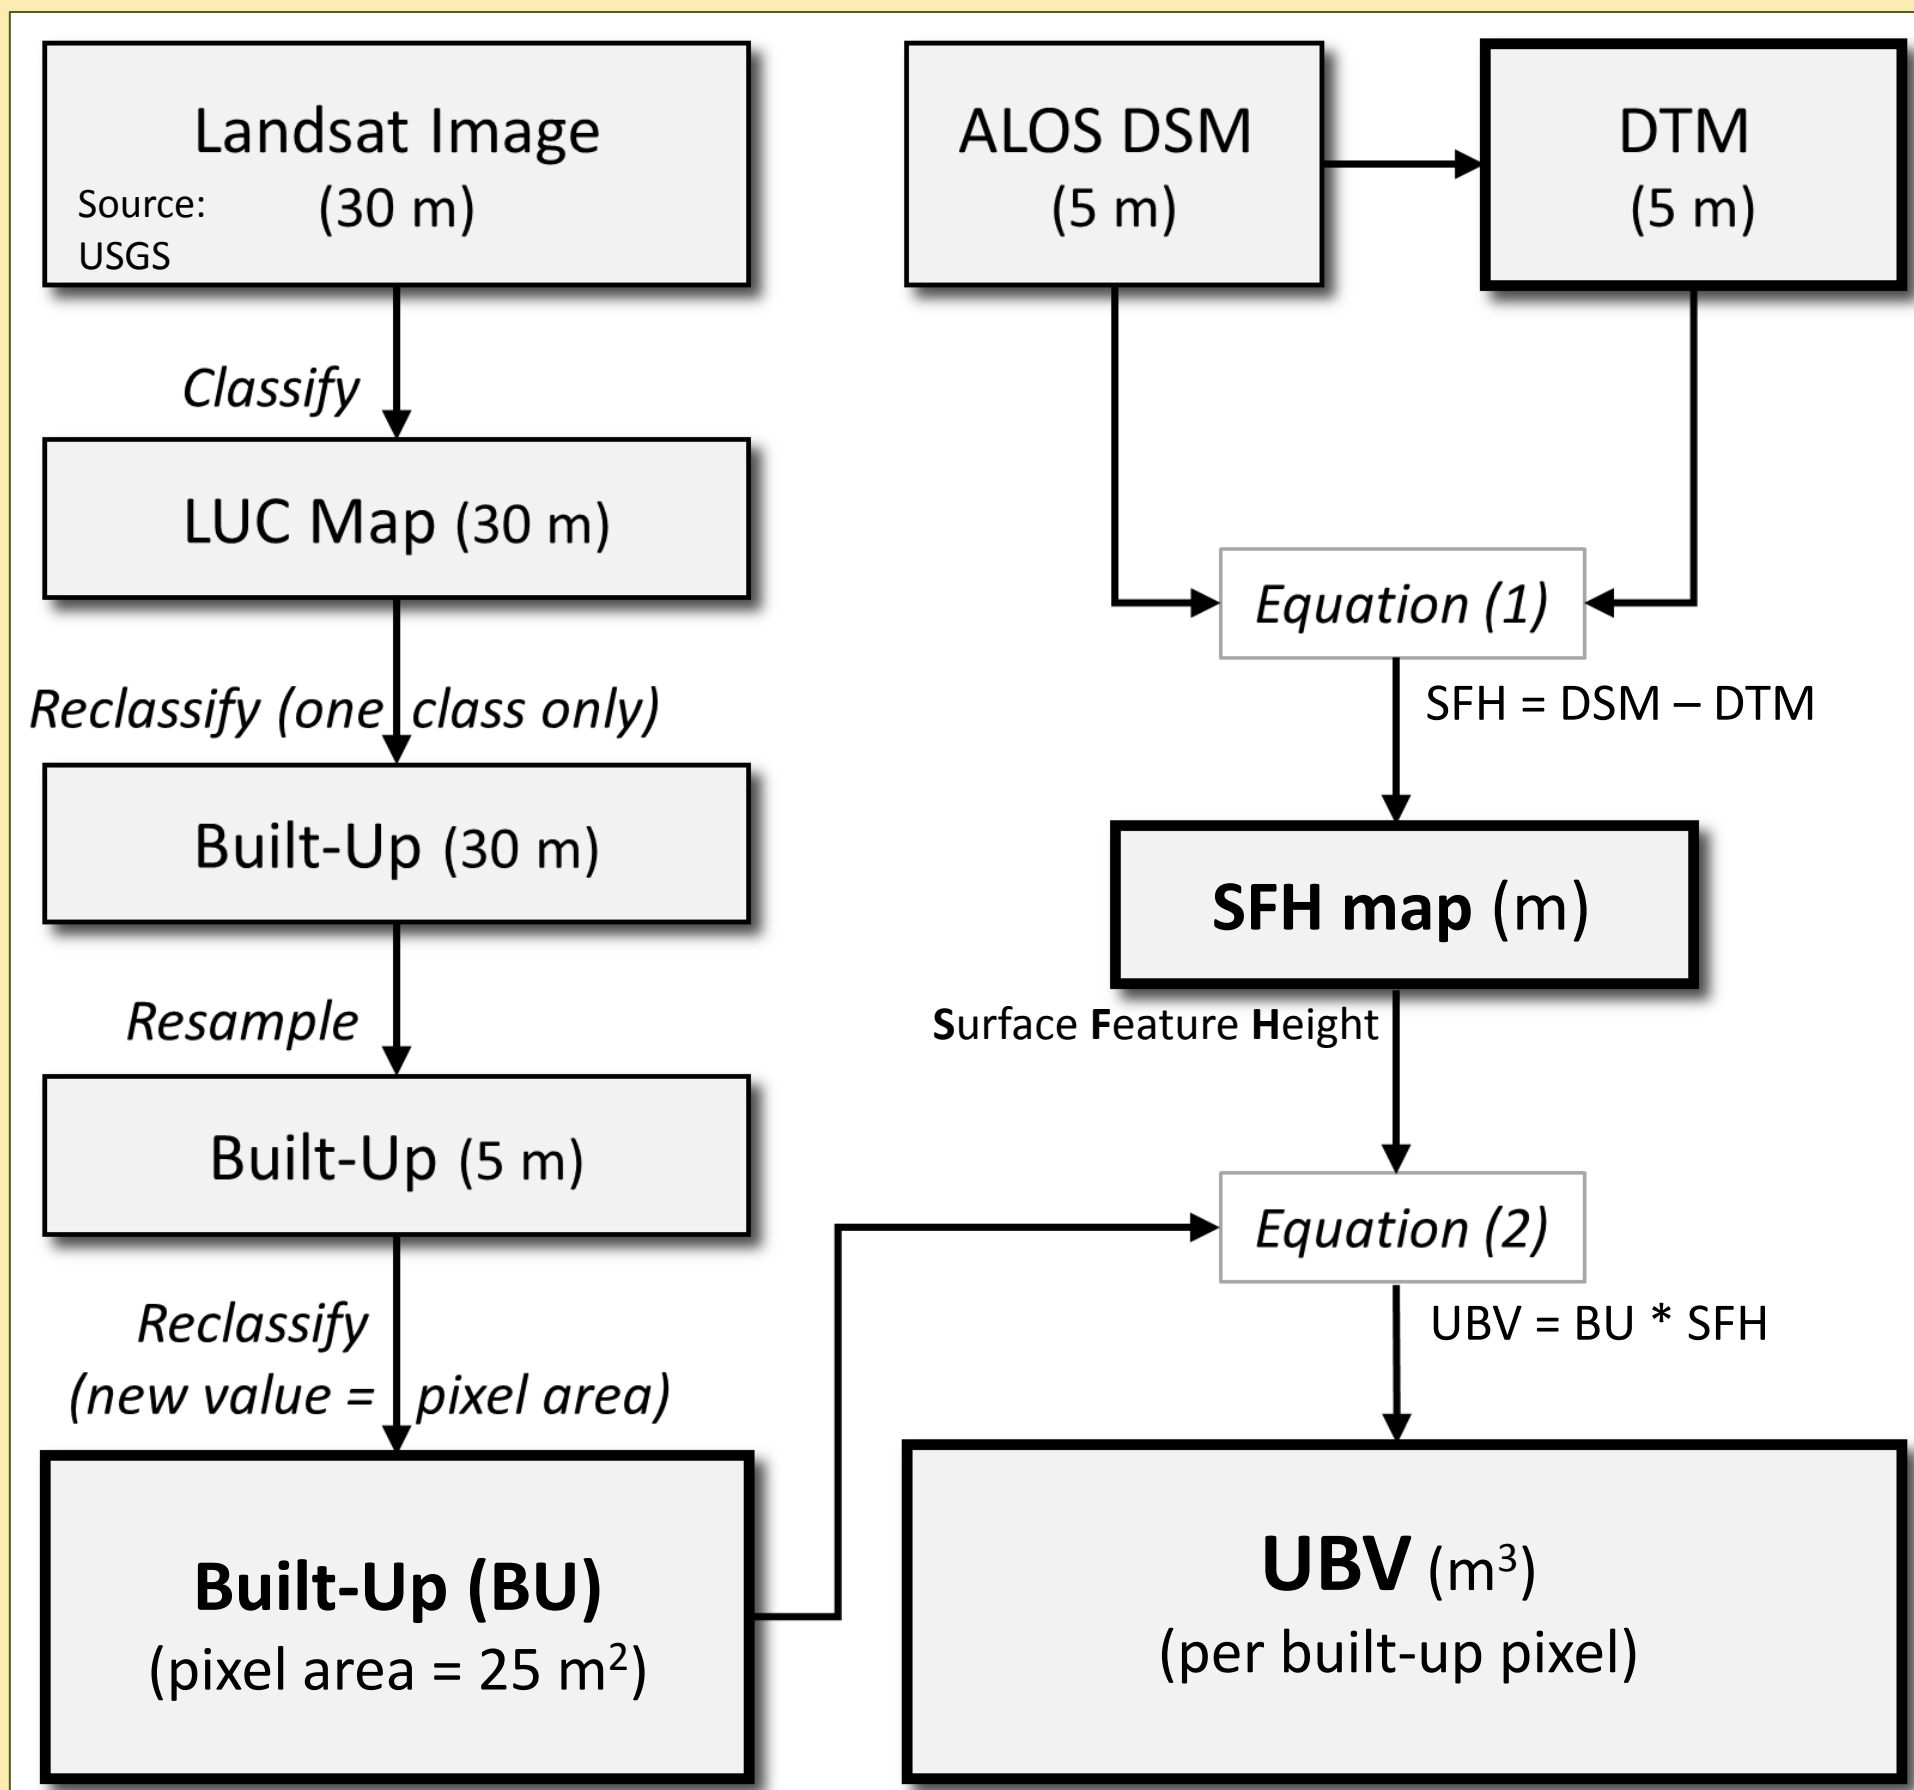 Landsat Image
(30 m)
Source:
USGS
Classify
LUC Map (30 m)
Reclassify (one class only)
Built-Up (30 m)
Resample
Built-Up (5 m)
Reclassify
(new value = pixel area)
Built-Up (BU)
(pixel area = 25 m²)
ALOS DSM
(5 m)
DTM
(5 m)
Equation (1)
SFH = DSM – DTM
SFH map (m)
Surface Feature Height
Equation (2)
UBV = BU * SFH
UBV (m³)
(per built-up pixel)